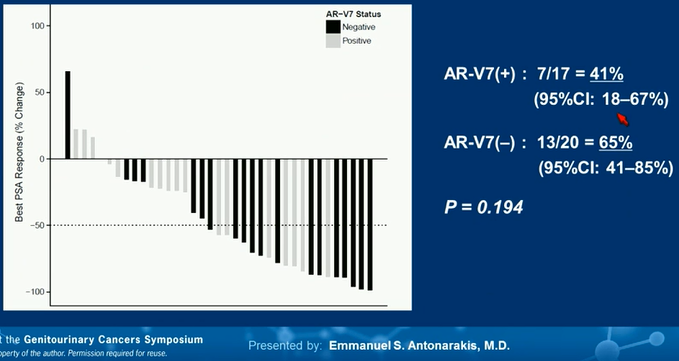 AR-V7 Status
Negative
Positive
100
50
0
-50
-100
Best PSA Response (% Change)
AR-V7(+) : 7/17 = 41%
(95%CI: 18–67%)
AR-V7(–) : 13/20 = 65%
(95%CI: 41–85%)
P = 0.194
t the Genitourinary Cancers Symposium
operty of the author. Permission required for reuse.
Presented by: Emmanuel S. Antonarakis, M.D.